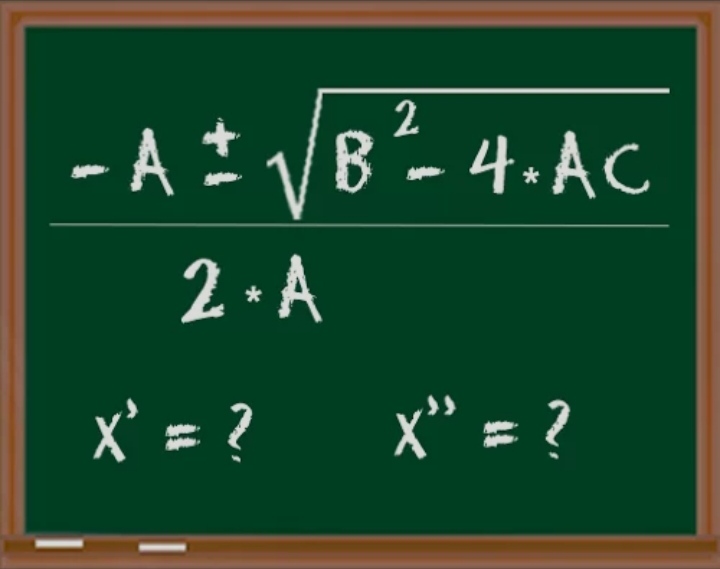 - A ± √B² - 4*AC
2*A
x' = ? x'' = ?